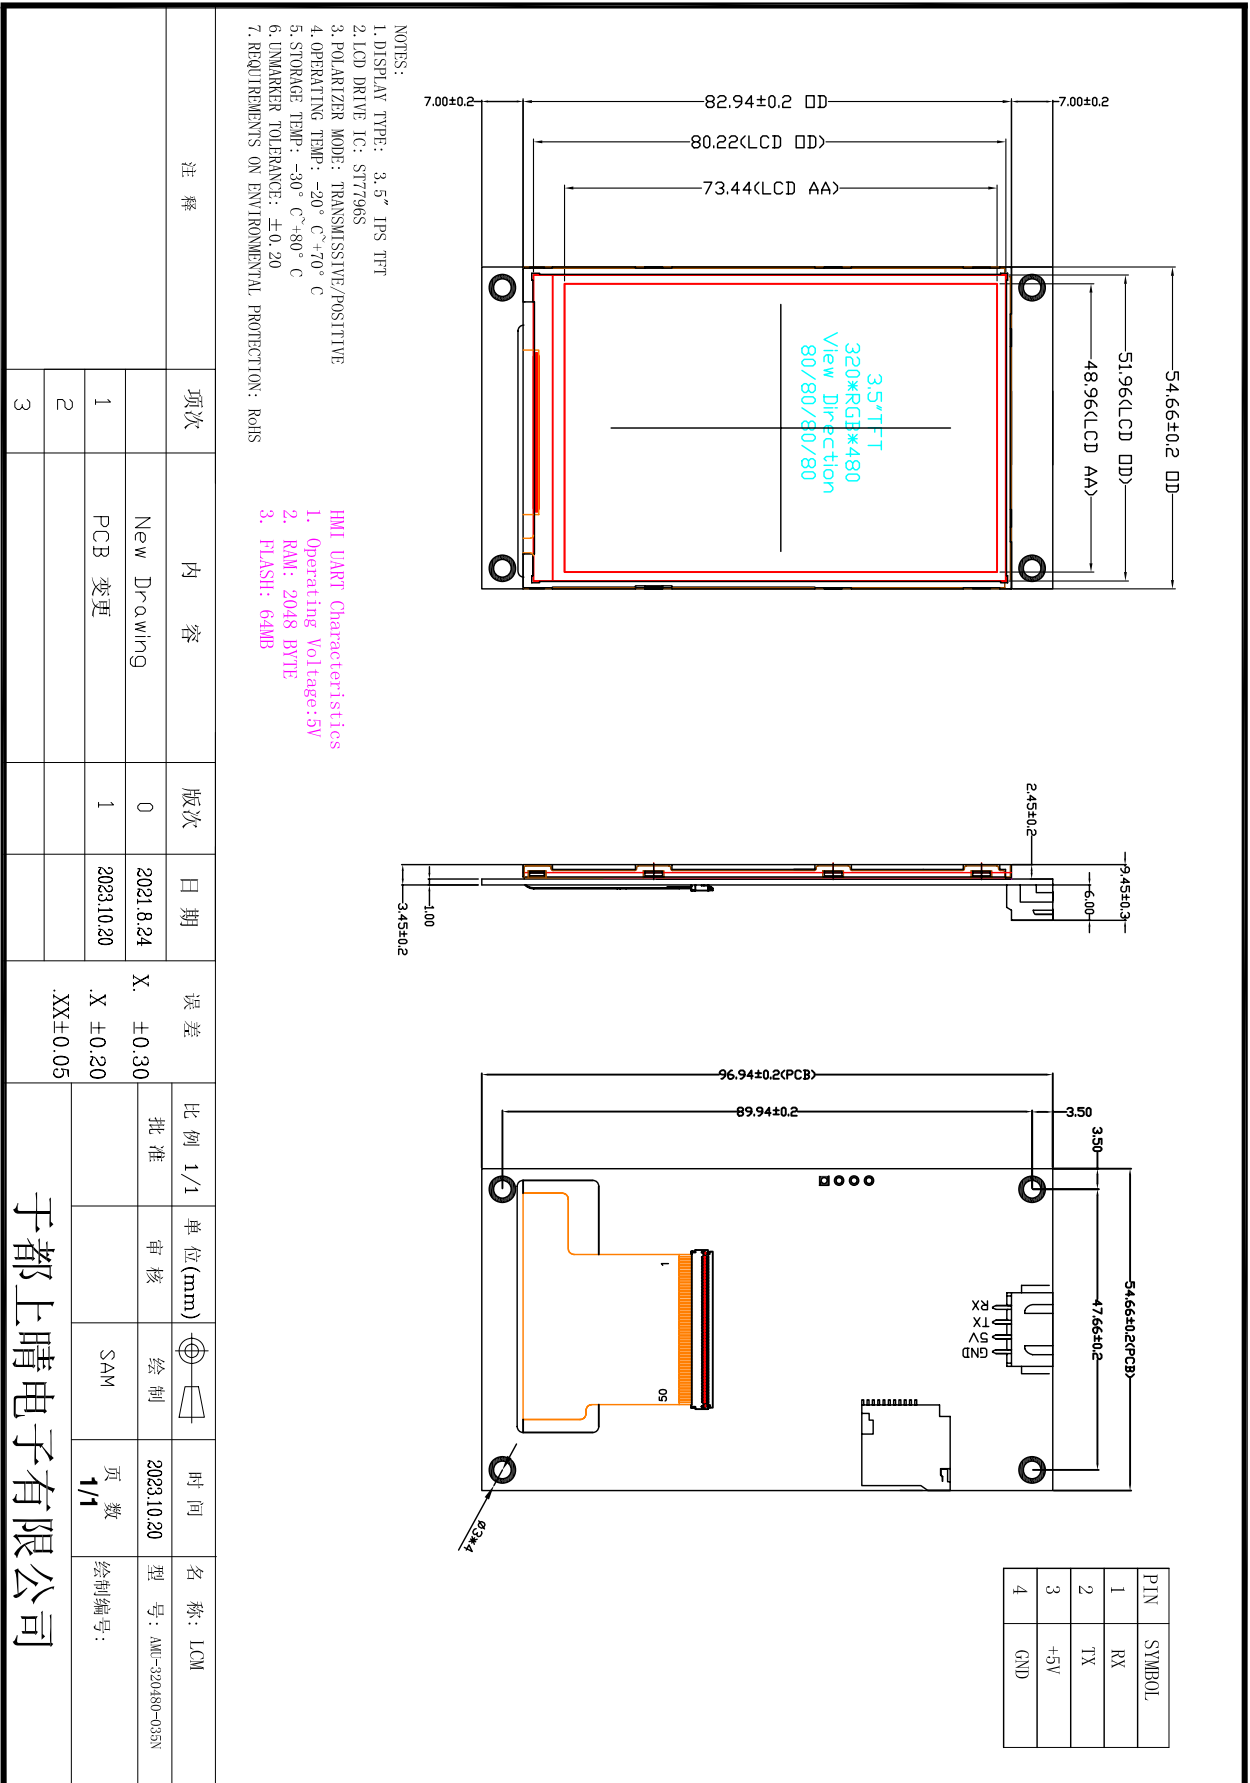 NOTES:
1. DISPLAY TYPE: 3.5" IPS TFT
2. LCD DRIVE IC: ST7796S
3. POLARIZER MODE: TRANSMISSIVE/POSITIVE
4. OPERATING TEMP: -20° C~+70° C
5. STORAGE TEMP: -30° C~+80° C
6. UNMARKER TOLERANCE: ±0.20
7. REQUIREMENTS ON ENVIRONMENTAL PROTECTION: RoHS
HMI UART Characteristics
1. Operating Voltage:5V
2. RAM: 2048 BYTE
3. FLASH: 64MB
54.66±0.2 OD
51.96(LCD OD)
48.96(LCD AA)
7.00±0.2
82.94±0.2 OD
7.00±0.2
80.22(LCD OD)
73.44(LCD AA)
3.5"TFT
320*RGB*480
View Direction
80/80/80/80
2.45±0.2
9.45±0.3
6.00
1.00
3.45±0.2
96.94±0.2(PCB)
89.94±0.2
3.50
3.50
54.66±0.2(PCB)
47.66±0.2
RX
TX
5V
GND
1
50
ø3*4
PIN SYMBOL
1 RX
2 TX
3 +5V
4 GND
注 释
项次 内 容 版次 日 期
New Drawing 0 2021.8.24
1 PCB 变更 1 2023.10.20
2
3
误 差
X. ±0.30
.X ±0.20
.XX±0.05
比 例 1/1 单 位(mm)
批 准 审 核 绘 制 时 间
SAM 2023.10.20
页 数
1/1
名 称: LCM
型 号: AMU-320480-035N
绘制编号:
于都上晴电子有限公司